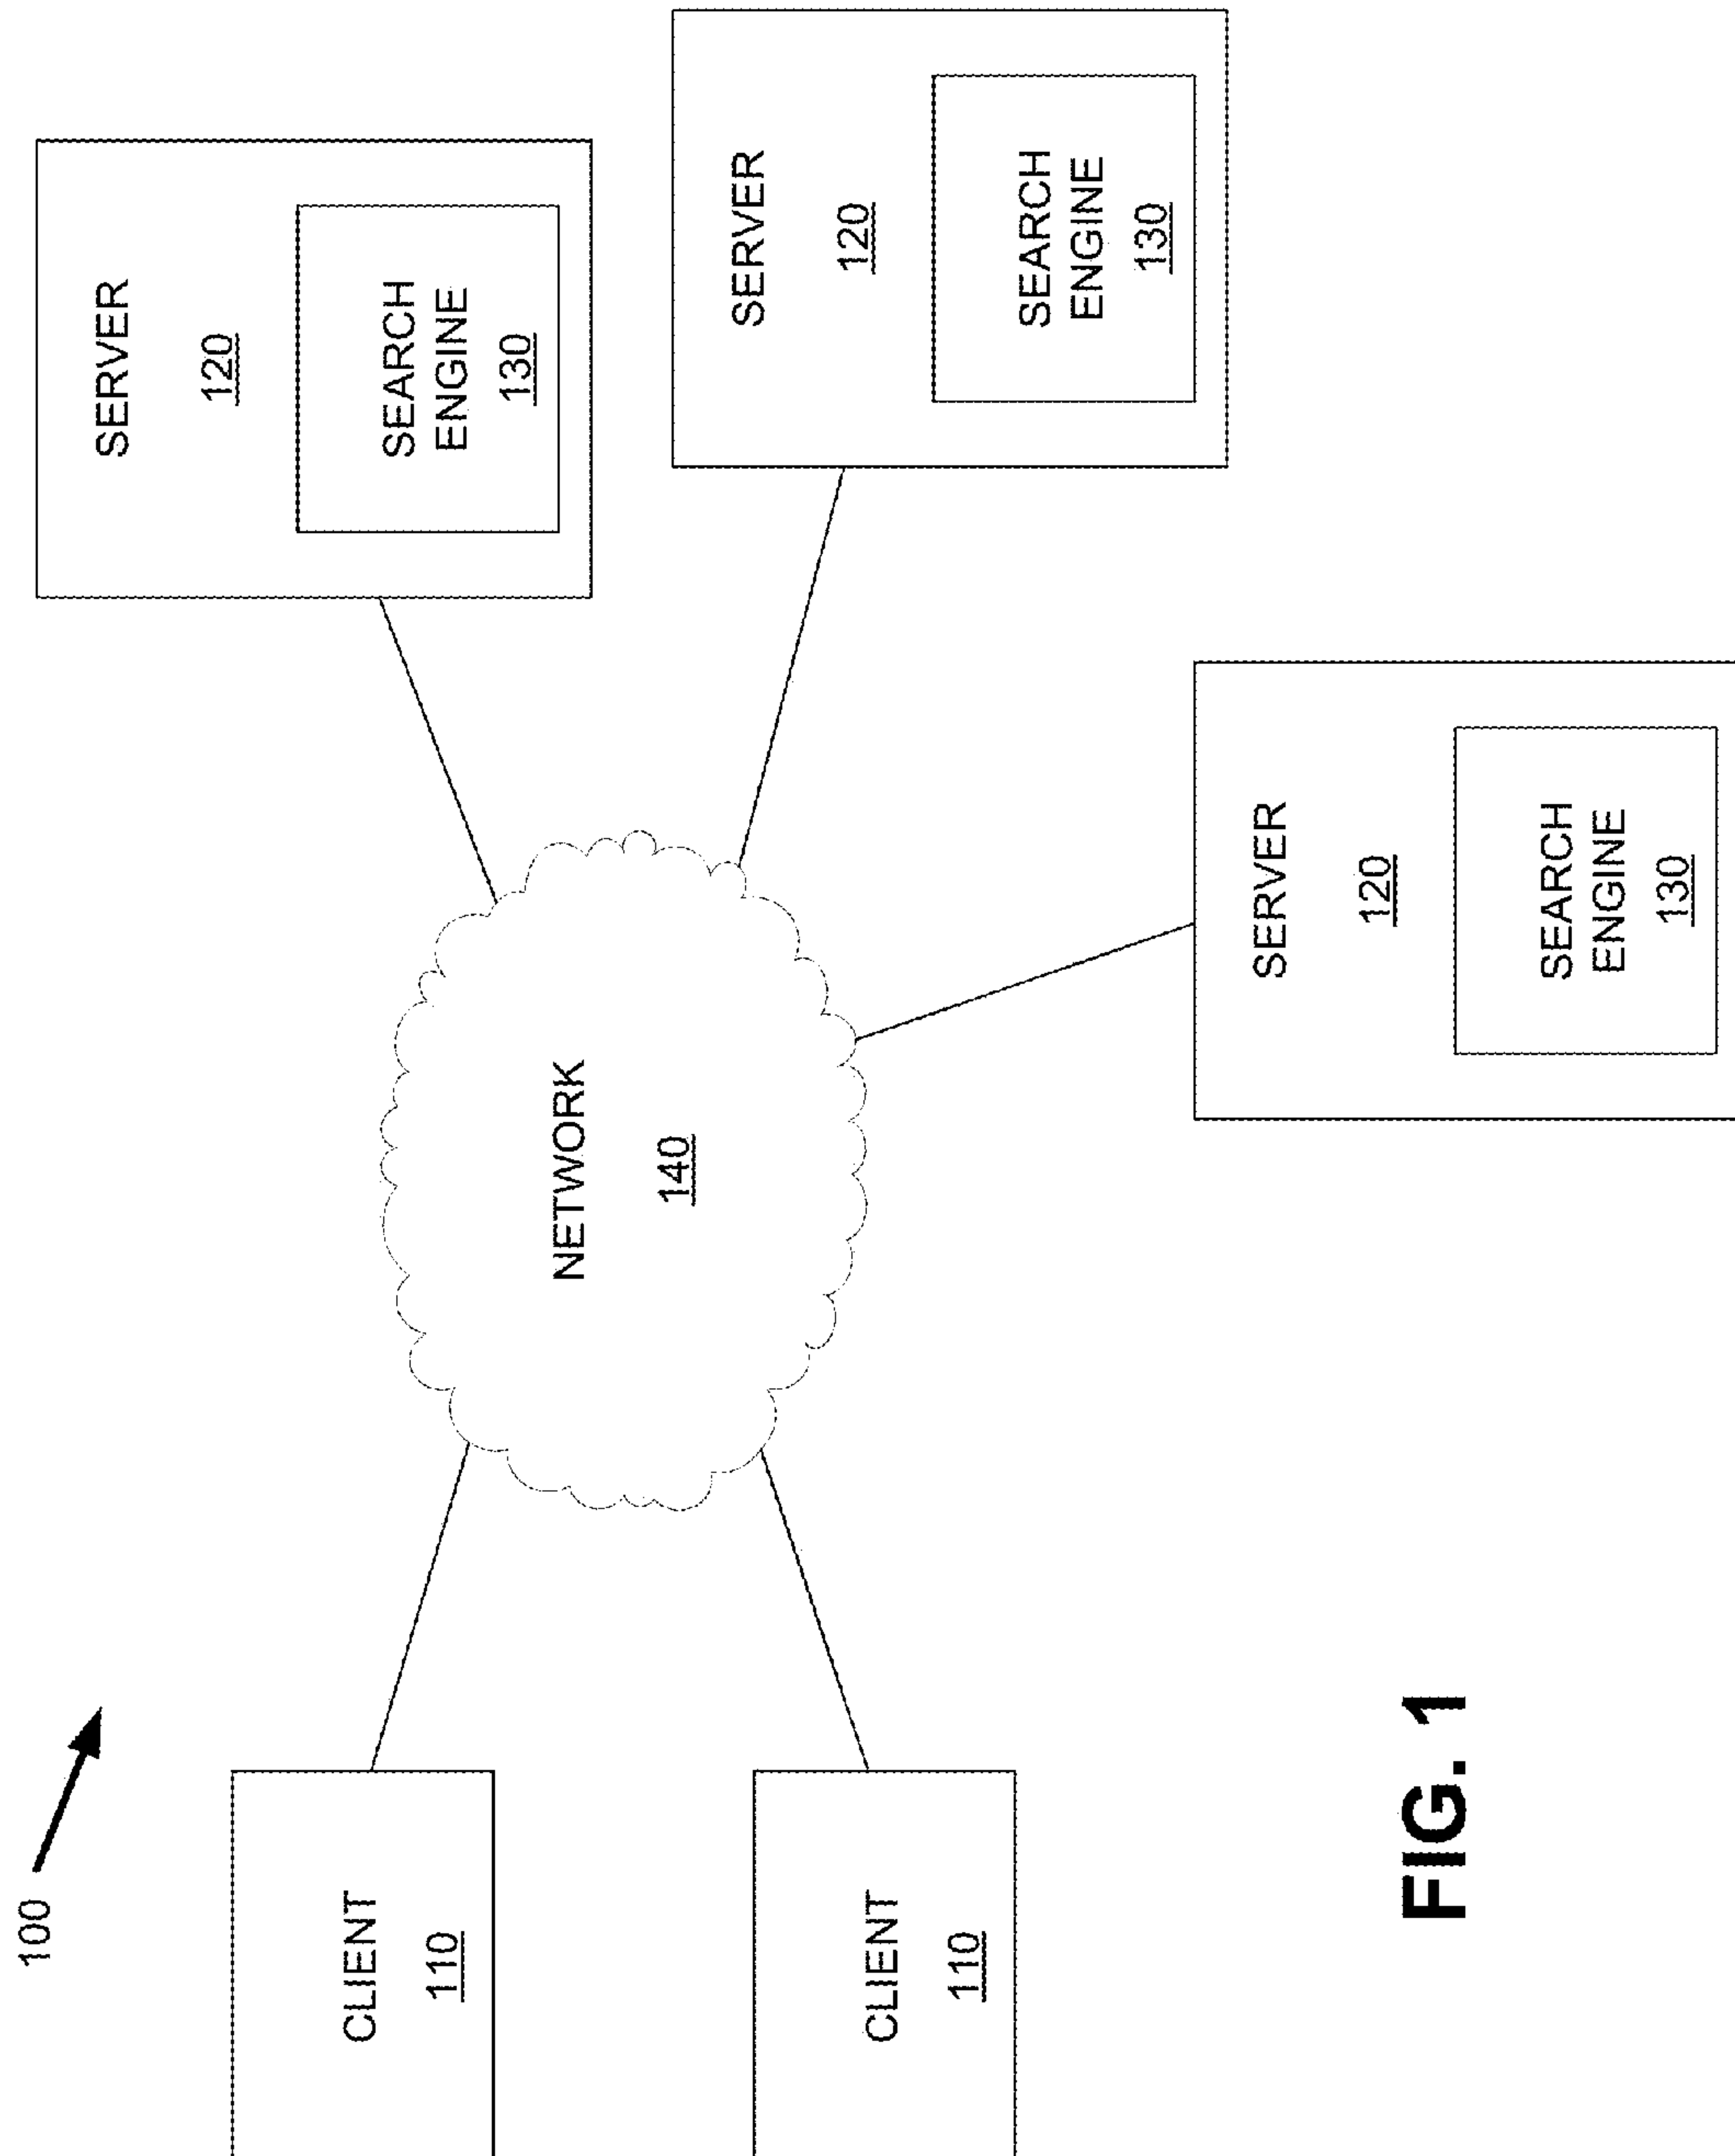 100
CLIENT
110
CLIENT
110
NETWORK
140
SERVER
120
SEARCH
ENGINE
130
SERVER
120
SEARCH
ENGINE
130
SERVER
120
SEARCH
ENGINE
130
FIG. 1